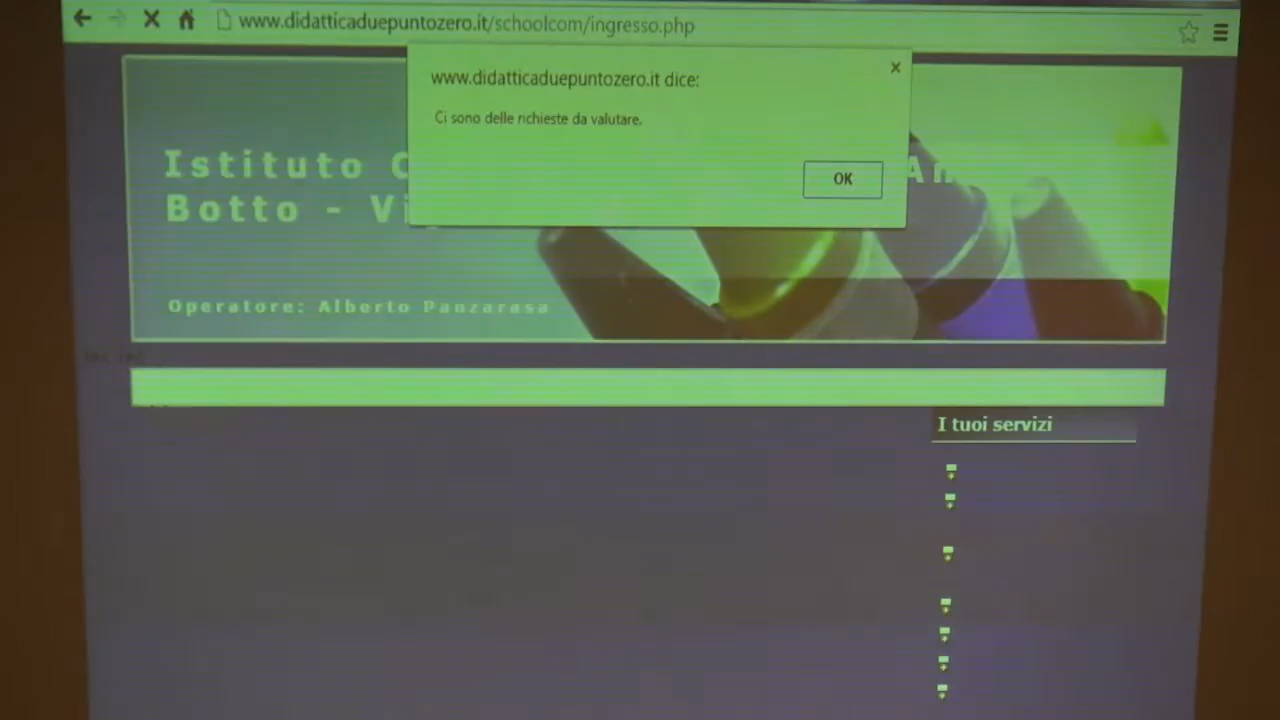 www.didatticaduepuntozero.it/schoolcom/ingresso.php
www.didatticaduepuntozero.it dice:
Ci sono delle richieste da valutare.
OK
Istituto
Botto - Vi
Operatore: Alberto Panzarasa
I tuoi servizi